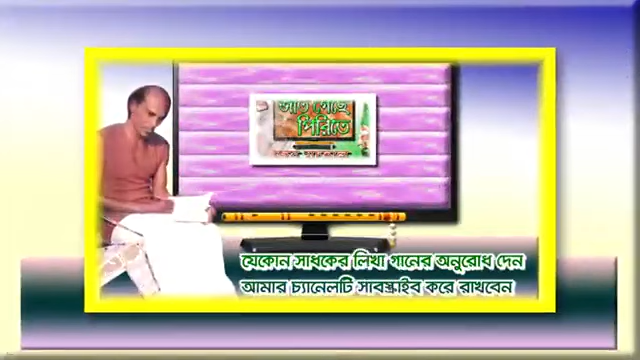 পিরিতে
যেকোন সাধকের লিখা গানের অনুরোধ দেন
আমার চ্যানেলটি সাবস্ক্রাইব করে রাখবেন